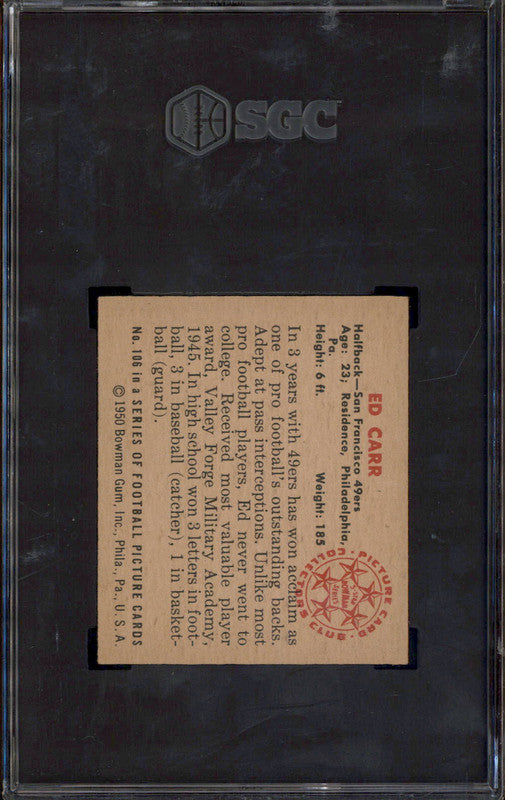 SGC
ED CARR
Halfback—San Francisco 49ers
Age: 23; Residence, Philadelphia,
Pa.
Height: 6 ft. Weight: 185
PICTURE CARD
COLLECTORS CLUB
5-STAR
BOWMAN
In 3 years with 49ers has won acclaim as
one of pro football's outstanding backs.
Adept at pass interceptions. Unlike most
pro football players, Ed never went to
college. Received most valuable player
award, Valley Forge Military Academy,
1945. In high school won 3 letters in foot-
ball, 3 in baseball (catcher), 1 in basket-
ball (guard).
No. 106 in a SERIES OF FOOTBALL PICTURE CARDS
© 1950 Bowman Gum, Inc., Phila., Pa., U. S. A.